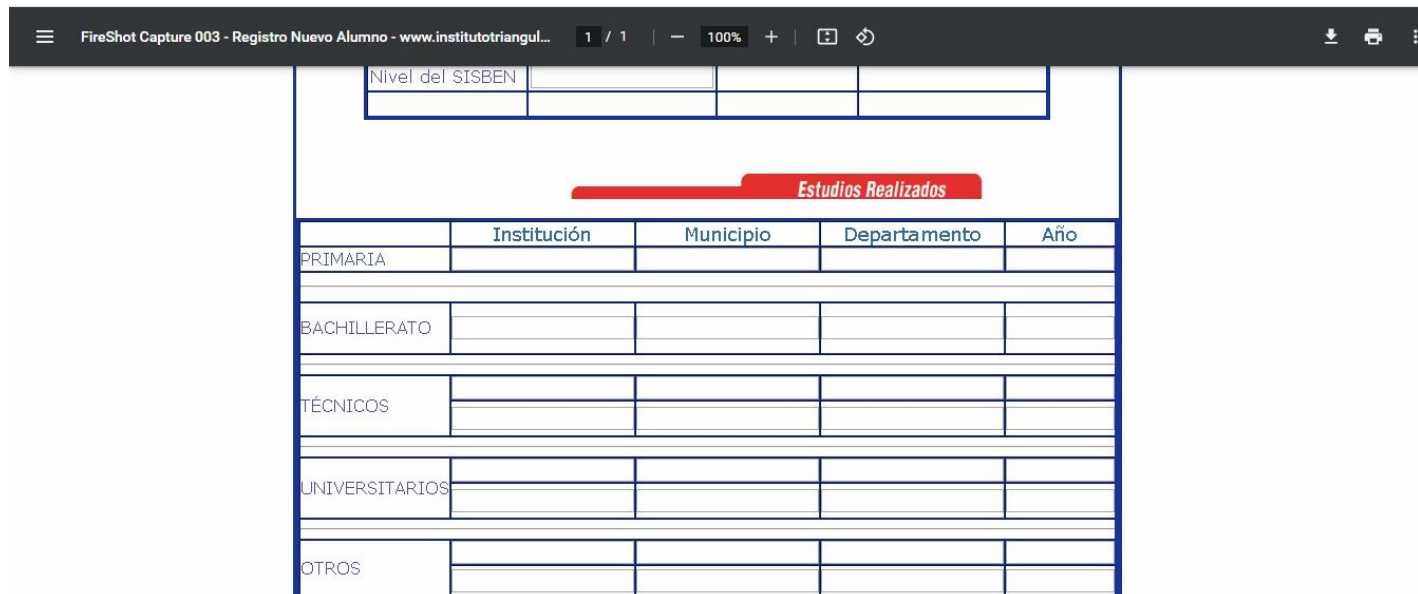 FireShot Capture 003 - Registro Nuevo Alumno - www.institutotriangul... 1 / 1 100%
Nivel del SISBEN
Estudios Realizados
Institución Municipio Departamento Año
PRIMARIA
BACHILLERATO
TÉCNICOS
UNIVERSITARIOS
OTROS